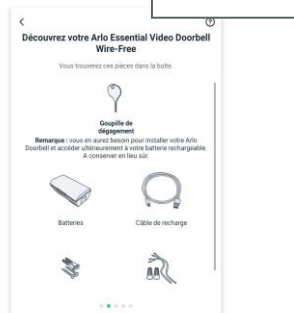 Découvrez votre Arlo Essential Video Doorbell
Wire-Free
Vous trouverez ces pièces dans la boîte.
Goupille de
dégagement
Remarque : vous en aurez besoin pour installer votre Arlo
Doorbell et accéder ultérieurement à votre batterie rechargeable.
A conserver en lieu sûr.
Batteries
Câble de recharge